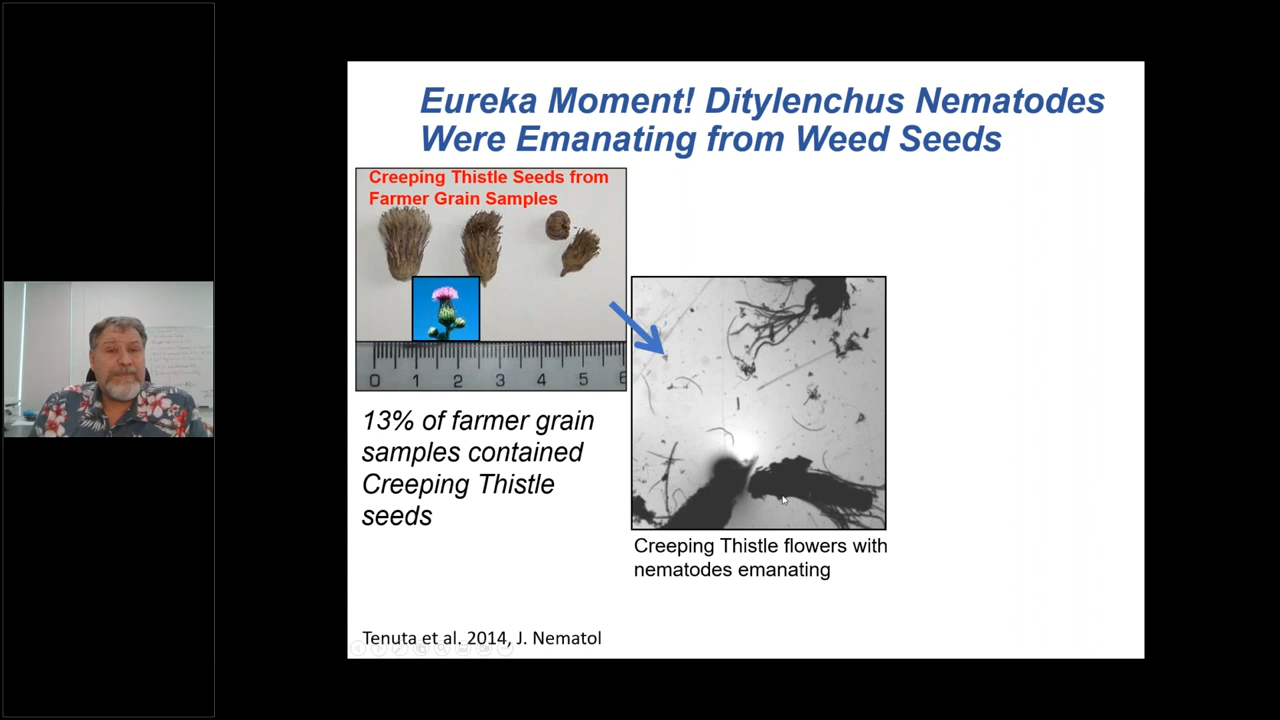 Eureka Moment! Ditylenchus Nematodes
Were Emanating from Weed Seeds
Creeping Thistle Seeds from
Farmer Grain Samples
0 1 2 3 4 5 6
13% of farmer grain
samples contained
Creeping Thistle
seeds
Creeping Thistle flowers with
nematodes emanating
Tenuta et al. 2014, J. Nematol